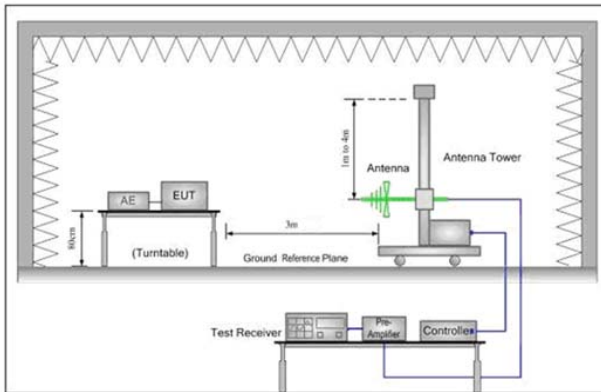 1m to 4m
Antenna
Antenna Tower
AE
EUT
80cm
(Turntable)
3m
Ground Reference Plane
Test Receiver
Pre-
Amplifier
Controller